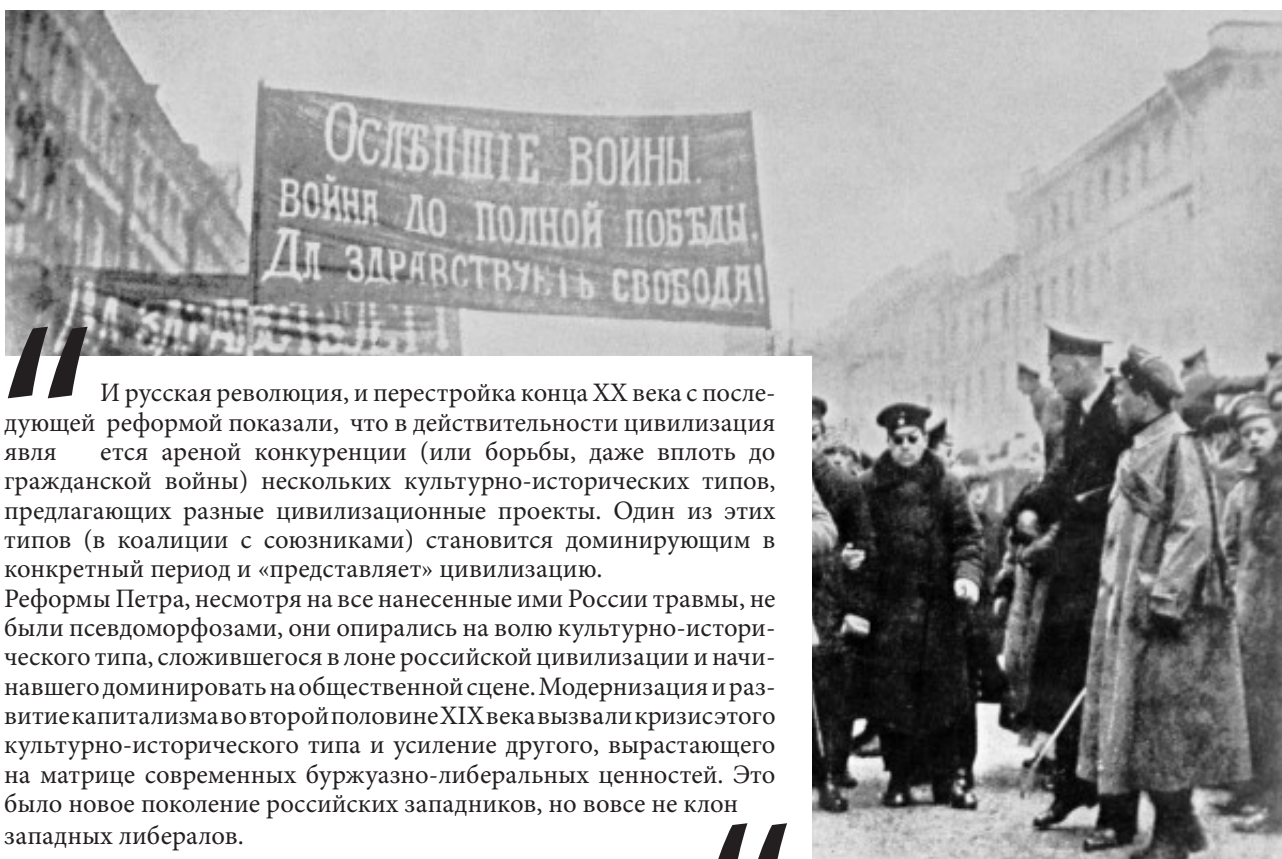 Ослѣпшіе воины.
Война до полной побѣды.
Да здравствуетъ свобода!
“
И русская революция, и перестройка конца XX века с после-
дующей реформой показали, что в действительности цивилизация
явля ется ареной конкуренции (или борьбы, даже вплоть до
гражданской войны) нескольких культурно-исторических типов,
предлагающих разные цивилизационные проекты. Один из этих
типов (в коалиции с союзниками) становится доминирующим в
конкретный период и «представляет» цивилизацию.
Реформы Петра, несмотря на все нанесенные ими России травмы, не
были псевдоморфозами, они опирались на волю культурно-истори-
ческого типа, сложившегося в лоне российской цивилизации и начи-
навшего доминировать на общественной сцене. Модернизация и раз-
витие капитализма во второй половине XIX века вызвали кризис этого
культурно-исторического типа и усиление другого, вырастающего
на матрице современных буржуазно-либеральных ценностей. Это
было новое поколение российских западников, но вовсе не клон
западных либералов.
“